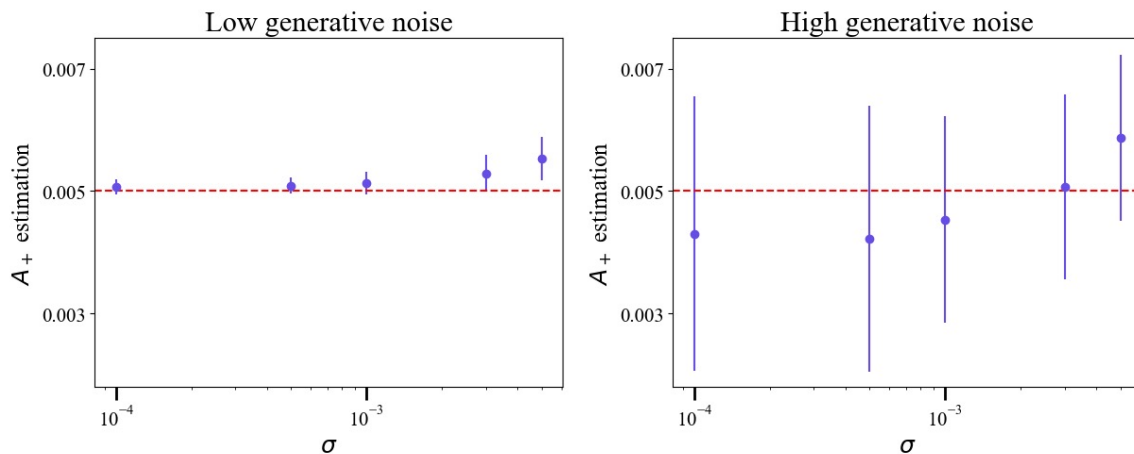 Low generative noise
0.007
0.005
0.003
A₊ estimation
10⁻⁴
10⁻³
σ
High generative noise
0.007
0.005
0.003
A₊ estimation
10⁻⁴
10⁻³
σ